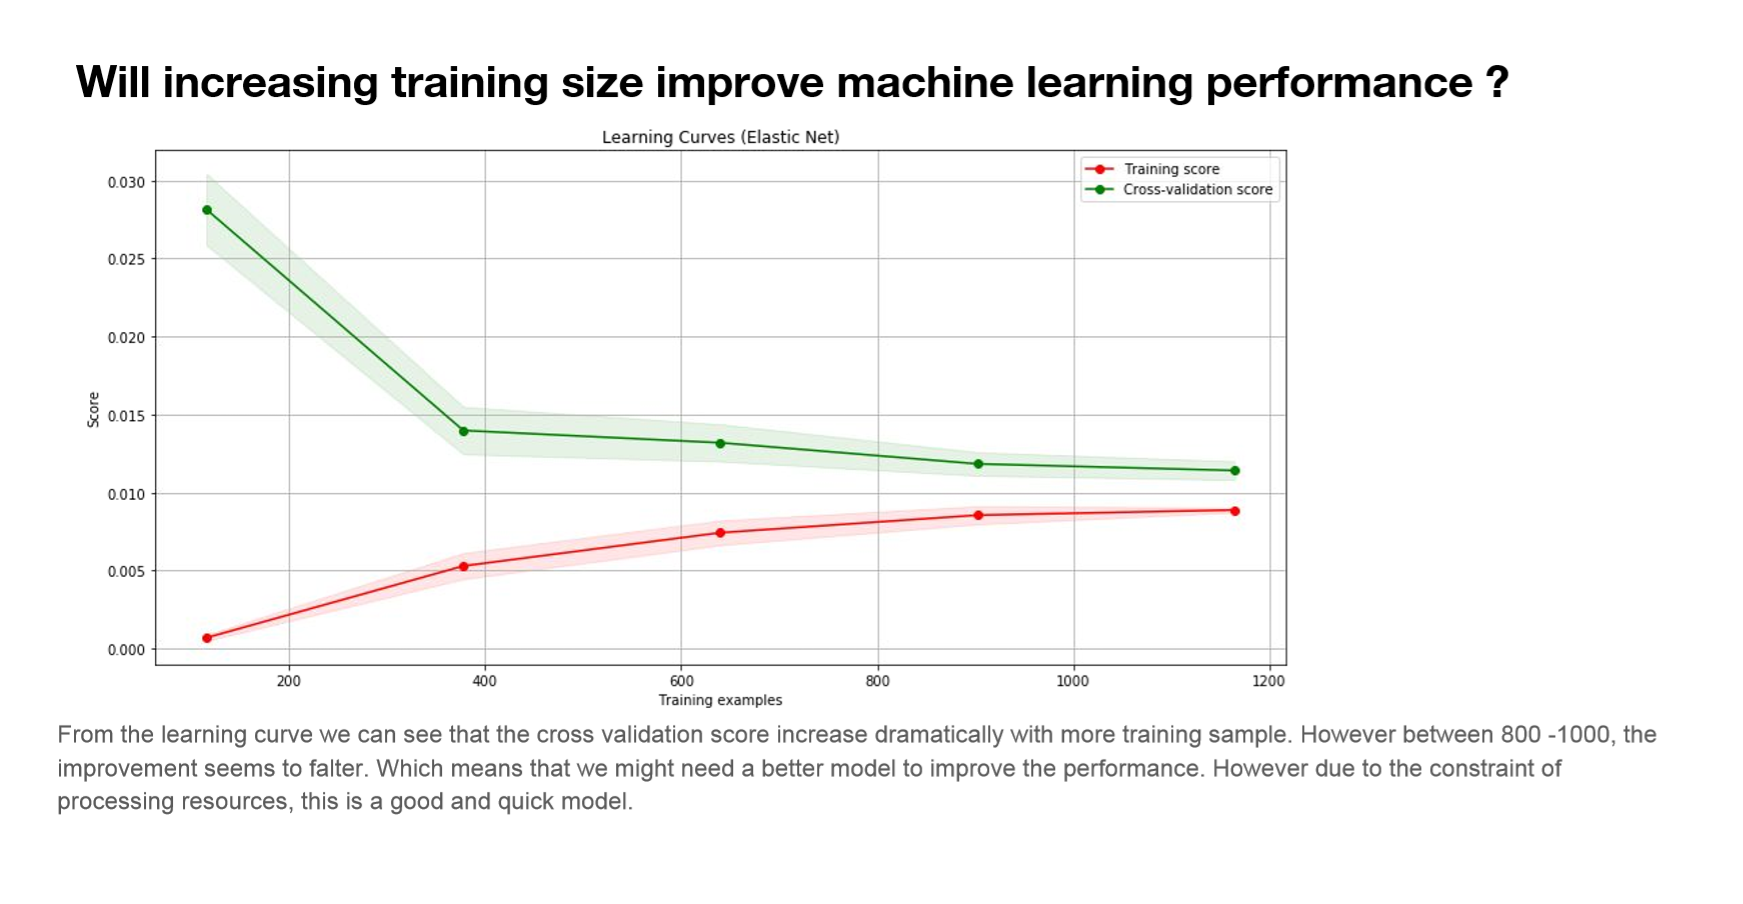 Will increasing training size improve machine learning performance ?
Learning Curves (Elastic Net)
Training score
Cross-validation score
0.030
0.025
0.020
0.015
0.010
0.005
0.000
Score
200 400 600 800 1000 1200
Training examples
From the learning curve we can see that the cross validation score increase dramatically with more training sample. However between 800 -1000, the
improvement seems to falter. Which means that we might need a better model to improve the performance. However due to the constraint of
processing resources, this is a good and quick model.